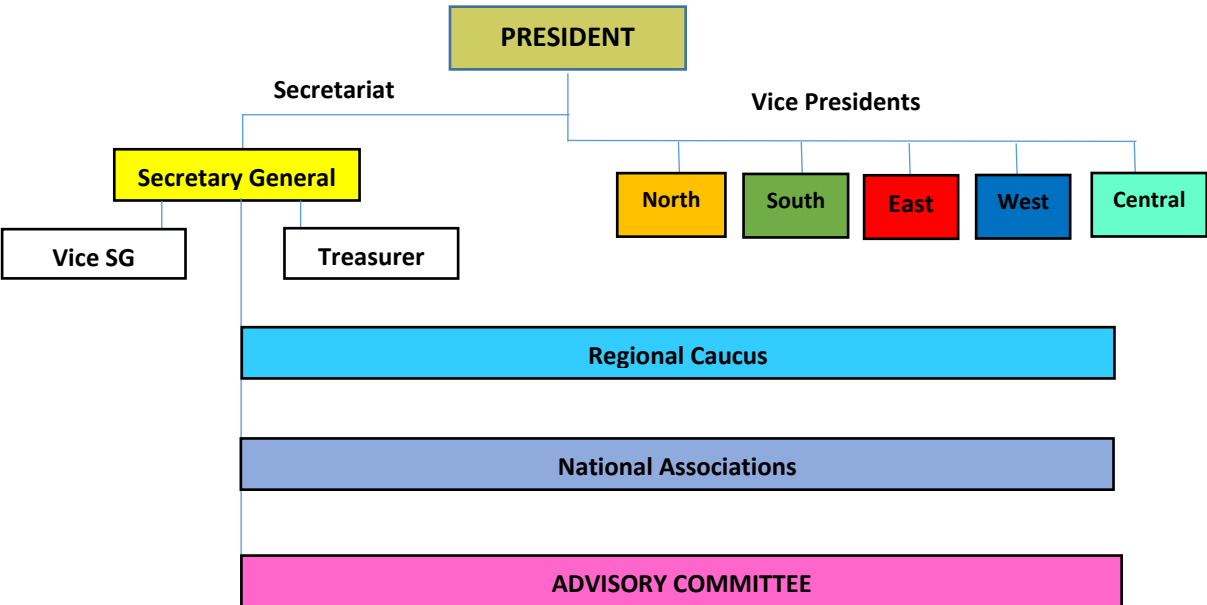 PRESIDENT
Secretariat
Vice Presidents
Secretary General
North
South
East
West
Central
Vice SG
Treasurer
Regional Caucus
National Associations
ADVISORY COMMITTEE